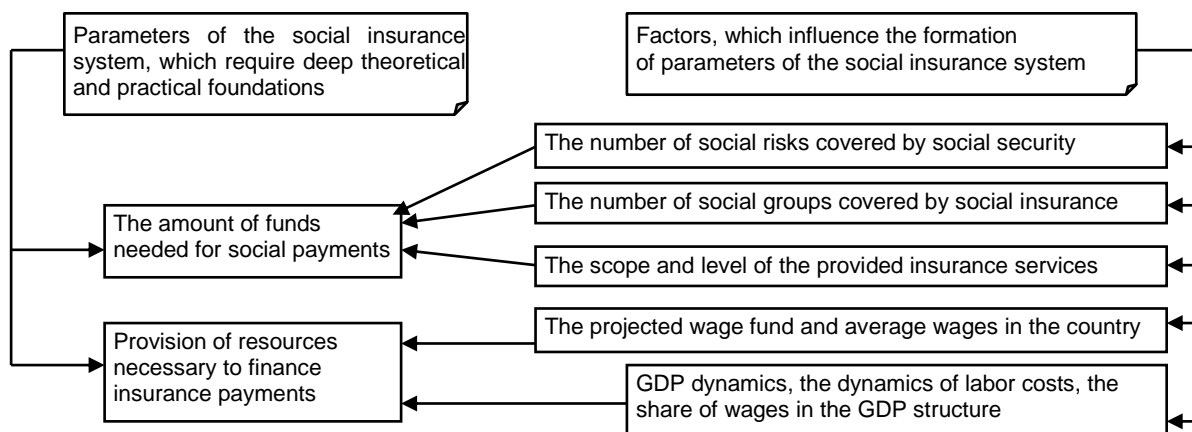 Parameters of the social insurance
system, which require deep theoretical
and practical foundations
Factors, which influence the formation
of parameters of the social insurance system
The number of social risks covered by social security
The number of social groups covered by social insurance
The amount of funds
needed for social payments
The scope and level of the provided insurance services
The projected wage fund and average wages in the country
Provision of resources
necessary to finance
insurance payments
GDP dynamics, the dynamics of labor costs, the
share of wages in the GDP structure